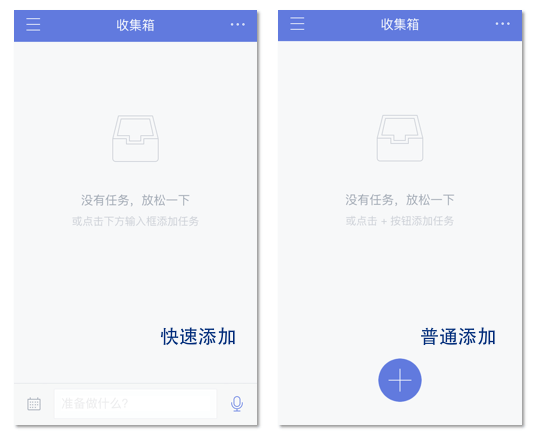 收集箱
没有任务，放松一下
或点击下方输入框添加任务
快速添加
准备做什么?
收集箱
没有任务，放松一下
或点击 + 按钮添加任务
普通添加